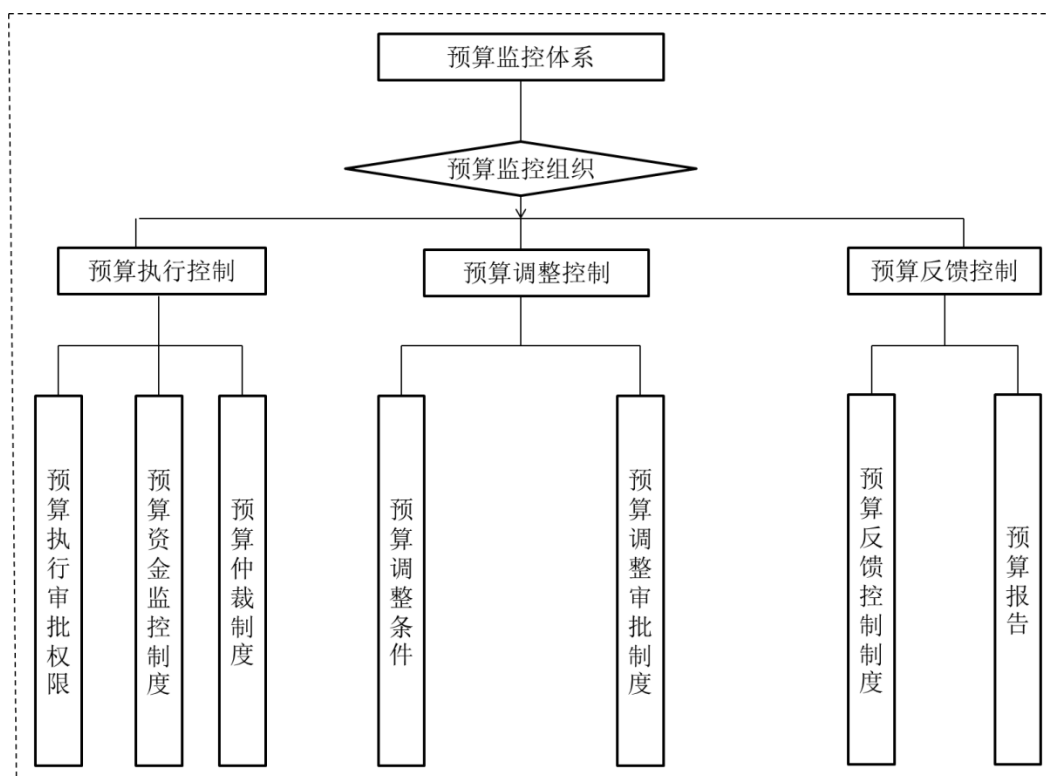 预算监控体系
预算监控组织
预算执行控制
预算调整控制
预算反馈控制
预算执行审批权限
预算资金监控制度
预算仲裁制度
预算调整条件
预算调整审批制度
预算反馈控制制度
预算报告